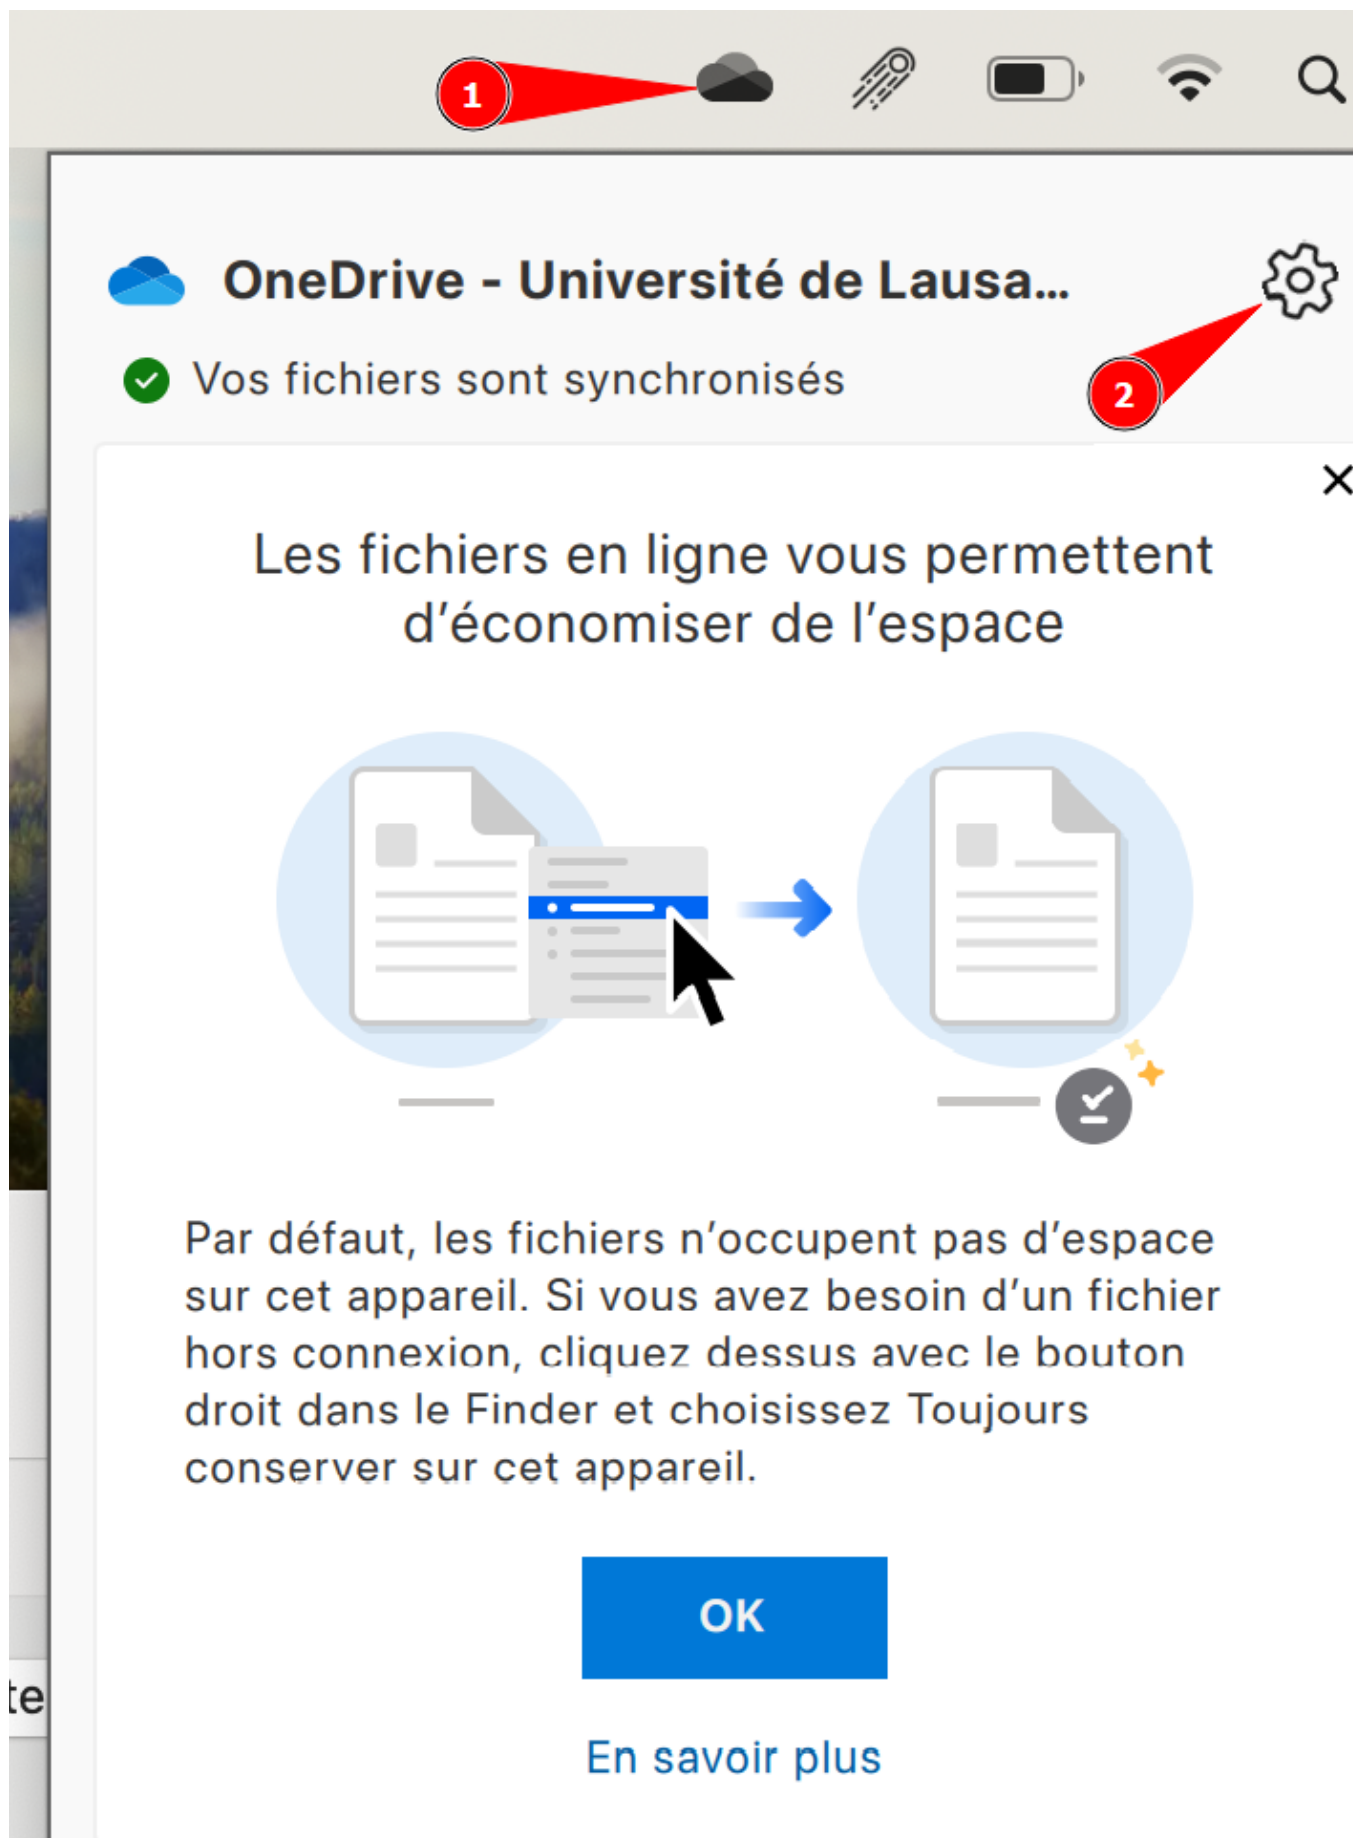 1
OneDrive - Université de Lausa...
Vos fichiers sont synchronisés
2
Les fichiers en ligne vous permettent
d’économiser de l’espace
Par défaut, les fichiers n’occupent pas d’espace
sur cet appareil. Si vous avez besoin d’un fichier
hors connexion, cliquez dessus avec le bouton
droit dans le Finder et choisissez Toujours
conserver sur cet appareil.
OK
te
En savoir plus